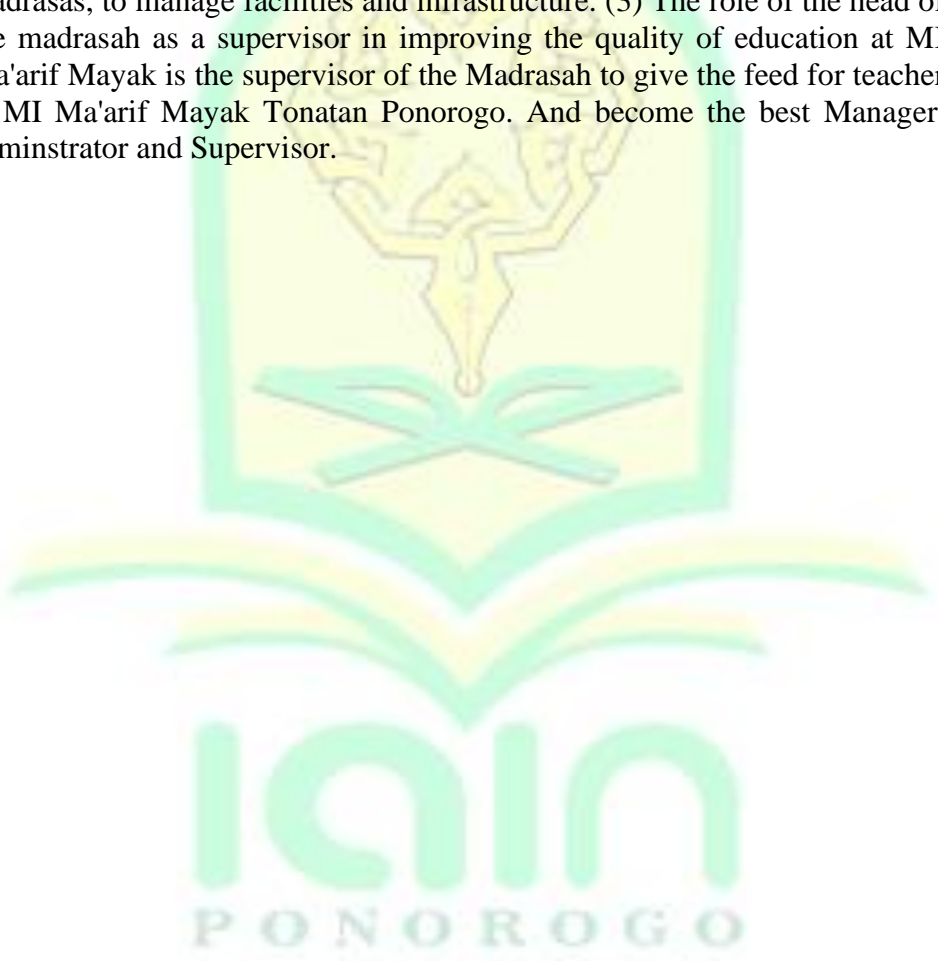 adrasas, to manage facilities and infrastructure. (3) The role of the head of
e madrasah as a supervisor in improving the quality of education at MI
a'arif Mayak is the supervisor of the Madrasah to give the feed for teacher
MI Ma'arif Mayak Tonatan Ponorogo. And become the best Manager
minstrator and Supervisor.
iain
PONOROGO